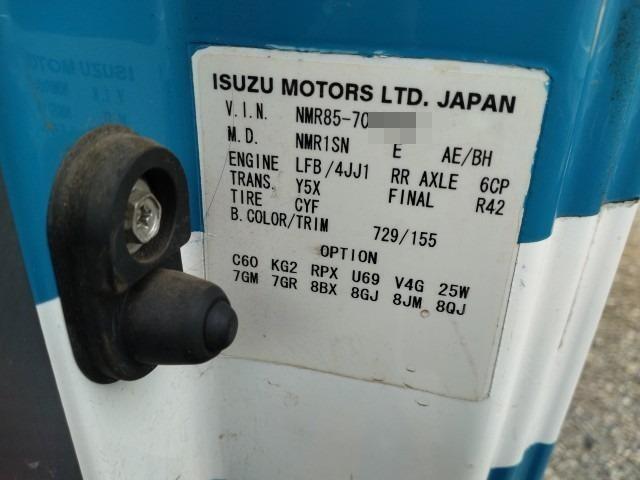 ISUZU MOTORS LTD. JAPAN
V.I.N. NMR85-70
M.D. NMR1SN E AE/BH
ENGINE LFB/4JJ1 RR AXLE 6CP
TRANS. Y5X FINAL R42
TIRE CYF
B.COLOR/TRIM 729/155
OPTION
C60 KG2 RPX U69 V4G 25W
7GM 7GR 8BX 8GJ 8JM 8QJ